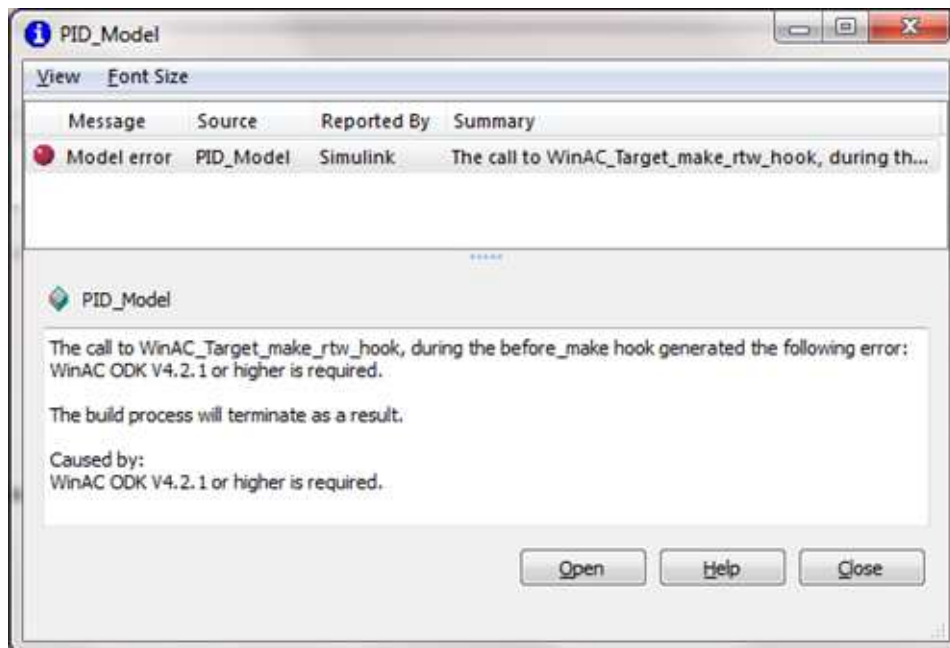 PID_Model
View Font Size
Message Source Reported By Summary
Model error PID_Model Simulink The call to WinAC_Target_make_rtw_hook, during th...
PID_Model
The call to WinAC_Target_make_rtw_hook, during the before_make hook generated the following error:
WinAC ODK V4.2.1 or higher is required.
The build process will terminate as a result.
Caused by:
WinAC ODK V4.2.1 or higher is required.
Open Help Close